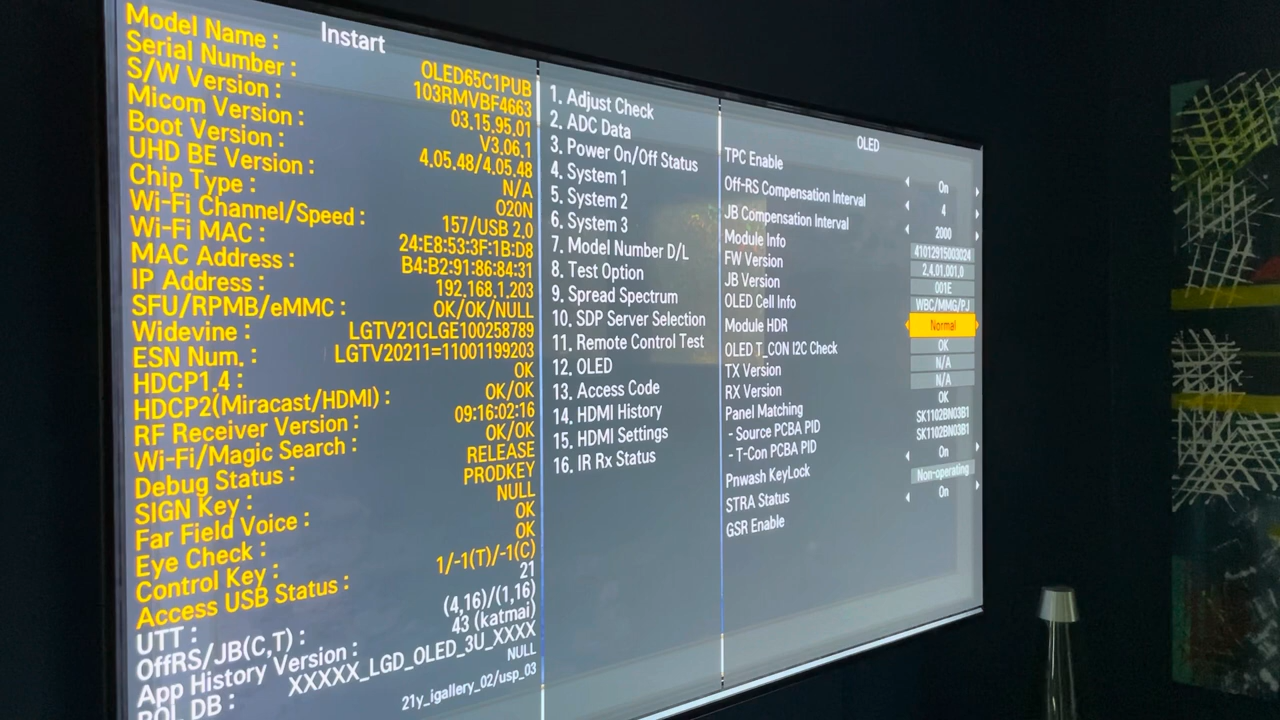 Instart
Model Name : OLED65C1PUB
Serial Number : 103RMVBF4663
S/W Version : 03.15.95.01
Micom Version : V3.06.1
Boot Version : 4.05.48/4.05.48
UHD BE Version : N/A
Chip Type : O20N
Wi-Fi Channel/Speed : 157/USB 2.0
Wi-Fi MAC : 24:E8:53:3F:1B:D8
MAC Address : B4:B2:91:86:84:31
IP Address : 192.168.1.203
SFU/RPMB/eMMC : OK/OK/NULL
Widevine : LGTV21CLGE100258789
ESN Num. : LGTV20211=11001199203
HDCP1.4 : OK
HDCP2(Miracast/HDMI) : OK/OK
RF Receiver Version : 09:16:02:16
Wi-Fi/Magic Search : OK/OK
Debug Status : RELEASE
SIGN Key : PRODKEY
Far Field Voice : NULL
Eye Check : OK
Control Key : OK
Access USB Status : 1/-1(T)/-1(C)
UTT : 21
OffRS/JB(C,T) : (4,16)/(1,16)
App History Version : 43 (katmai)
POL DB : XXXXX_LGD_OLED_3U_XXXX
NULL
21y_igallery_02/usp_03
1. Adjust Check
2. ADC Data
3. Power On/Off Status
4. System 1
5. System 2
6. System 3
7. Model Number D/L
8. Test Option
9. Spread Spectrum
10. SDP Server Selection
11. Remote Control Test
12. OLED
13. Access Code
14. HDMI History
15. HDMI Settings
16. IR Rx Status
OLED
TPC Enable On
Off-RS Compensation Interval 4
JB Compensation Interval 2000
Module Info 41012915003024
FW Version 2.4.01.001.0
JB Version 001E
OLED Cell Info WBC/MMG/PJ
Module HDR Normal
OLED T_CON I2C Check OK
TX Version N/A
RX Version N/A
Panel Matching OK
- Source PCBA PID SK1102BN03B1
- T-Con PCBA PID SK1102BN03B1
Pnwash KeyLock On
STRA Status Non-operating
GSR Enable On